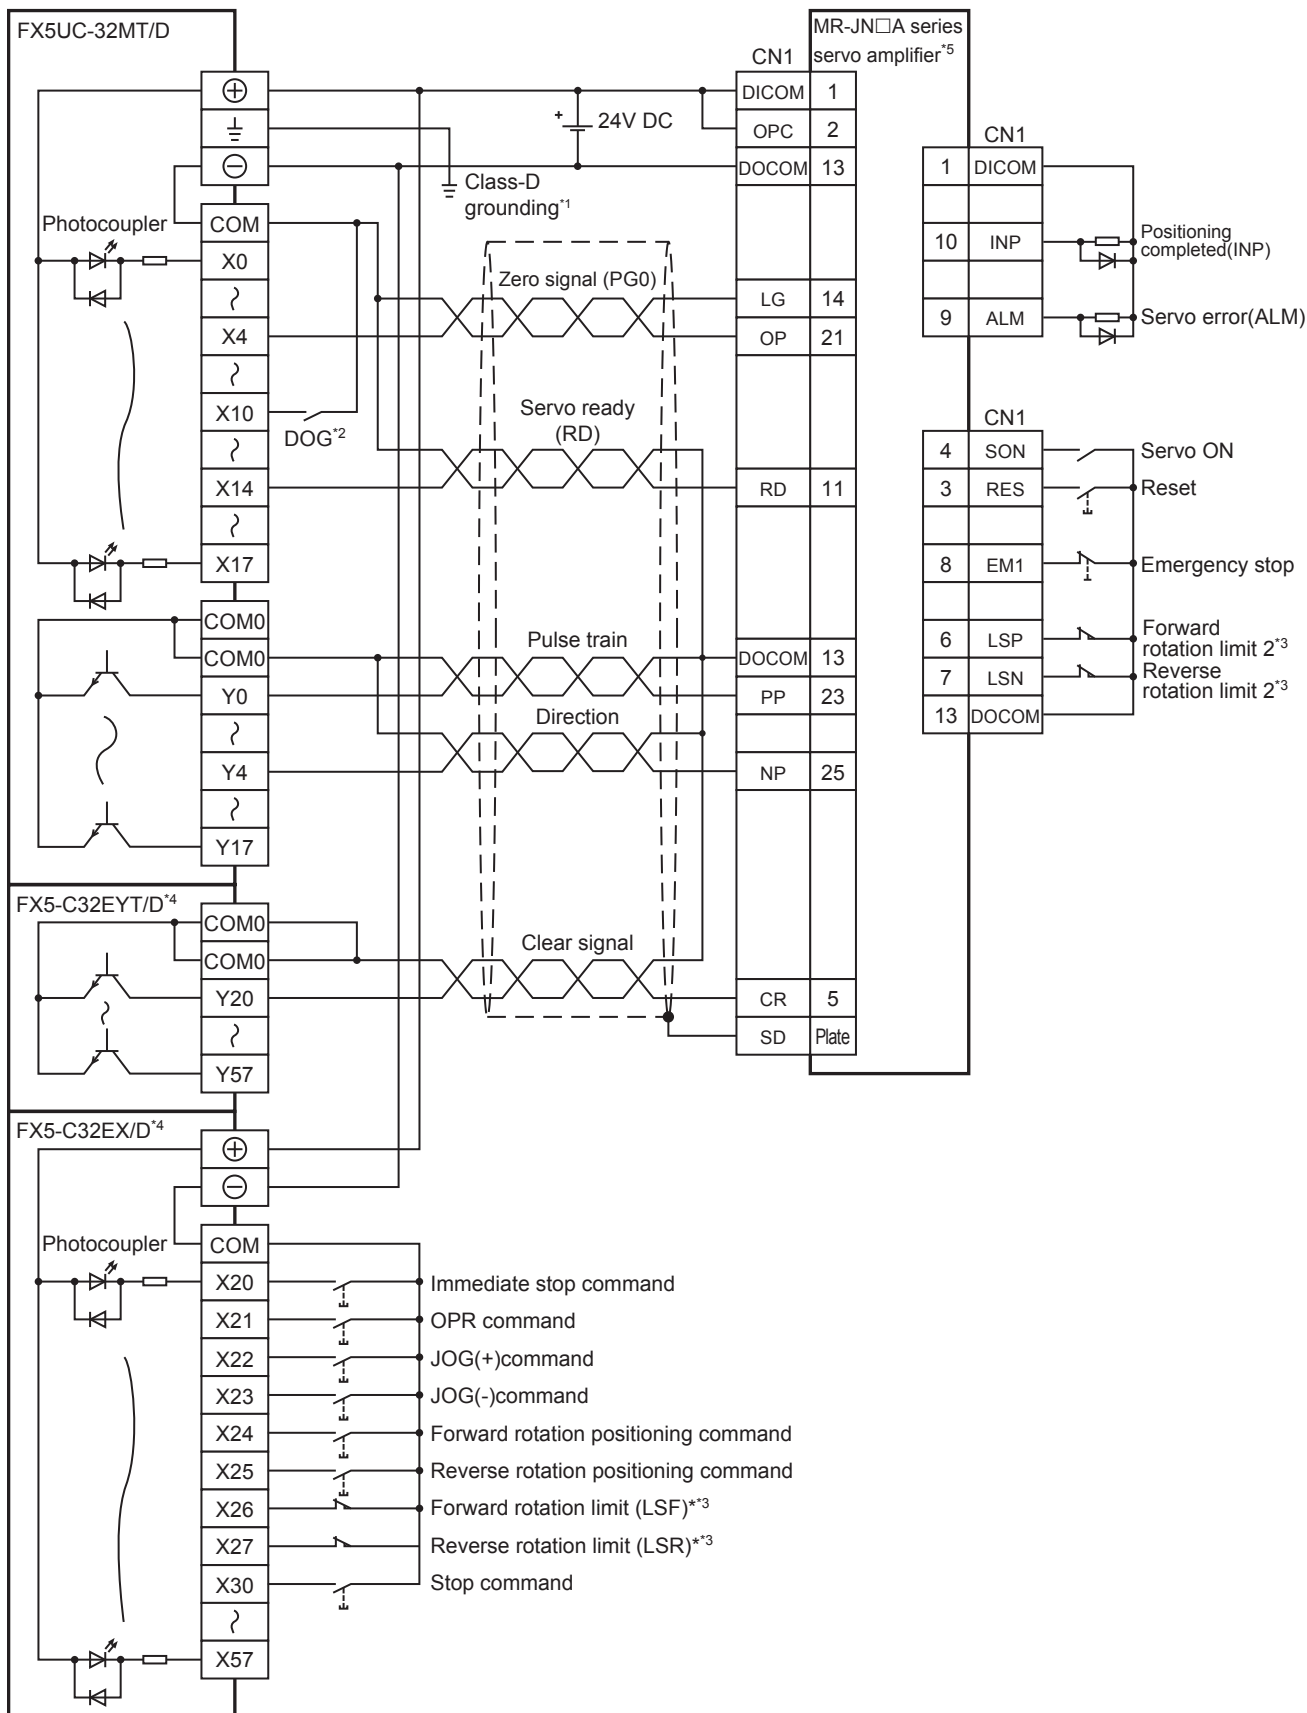 FX5UC-32MT/D
MR-JN□A series
servo amplifier*5
CN1
DICOM 1
OPC 2
DOCOM 13
24V DC
+
Class-D
grounding*1
Photocoupler
COM
X0
X4
X10
X14
X17
DOG*2
Zero signal (PG0)
LG 14
OP 21
Servo ready
(RD)
RD 11
COM0
COM0
Y0
Y4
Y17
Pulse train
DOCOM 13
PP 23
Direction
NP 25
CN1
1 DICOM
10 INP
Positioning
completed(INP)
9 ALM
Servo error(ALM)
CN1
4 SON
Servo ON
3 RES
Reset
8 EM1
Emergency stop
6 LSP
Forward
rotation limit 2*3
7 LSN
Reverse
rotation limit 2*3
13 DOCOM
FX5-C32EYT/D*4
COM0
COM0
Y20
Y57
Clear signal
CR 5
SD Plate
FX5-C32EX/D*4
Photocoupler
COM
X20 Immediate stop command
X21 OPR command
X22 JOG(+)command
X23 JOG(-)command
X24 Forward rotation positioning command
X25 Reverse rotation positioning command
X26 Forward rotation limit (LSF)**3
X27 Reverse rotation limit (LSR)**3
X30 Stop command
X57